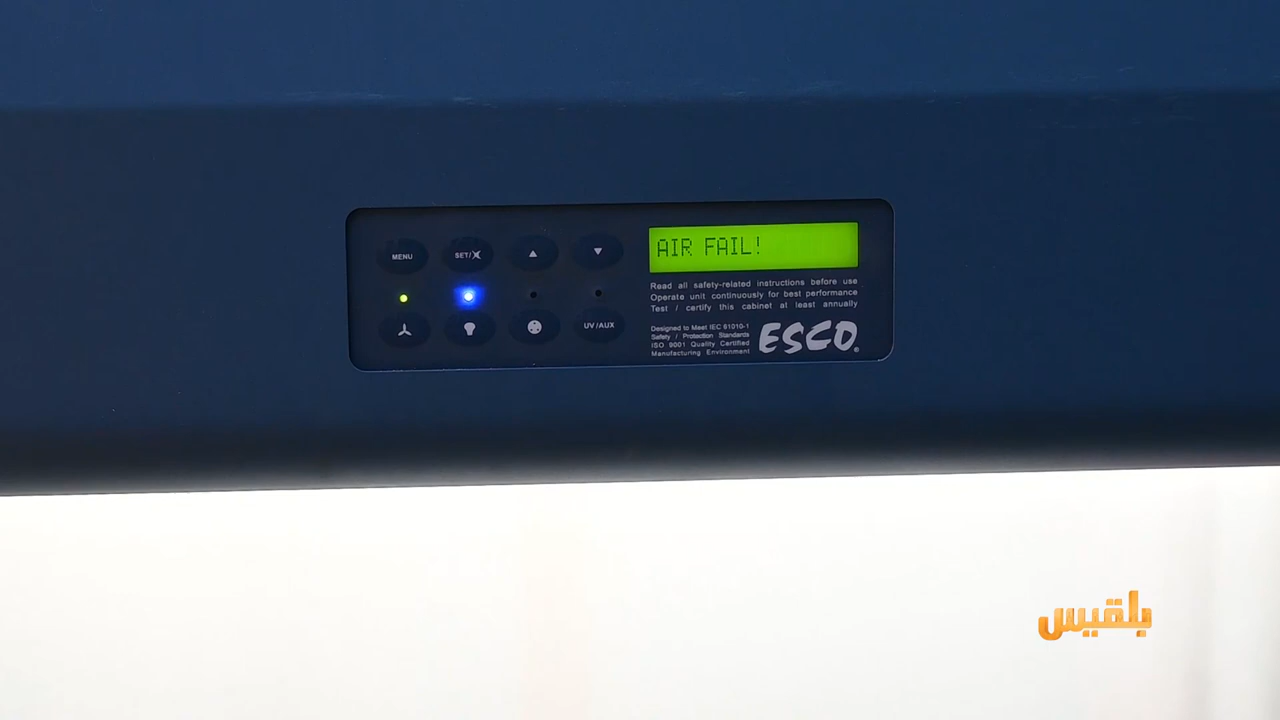 MENU
SET/
▲
▼
UV/AUX
AIR FAIL!
Read all safety-related instructions before use
Operate unit continuously for best performance
Test / certify this cabinet at least annually
Designed to Meet IEC 61010-1
Safety / Protection Standards
ISO 9001 Quality Certified
Manufacturing Environment
ESCO®
بلقيس